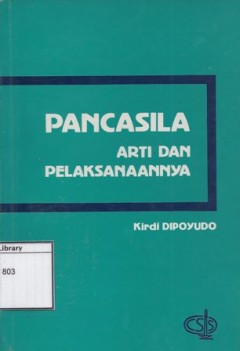 PANCASILA
ARTI DAN
PELAKSANAANNYA
Kirdi DIPOYUDO
Library
803
CSIS